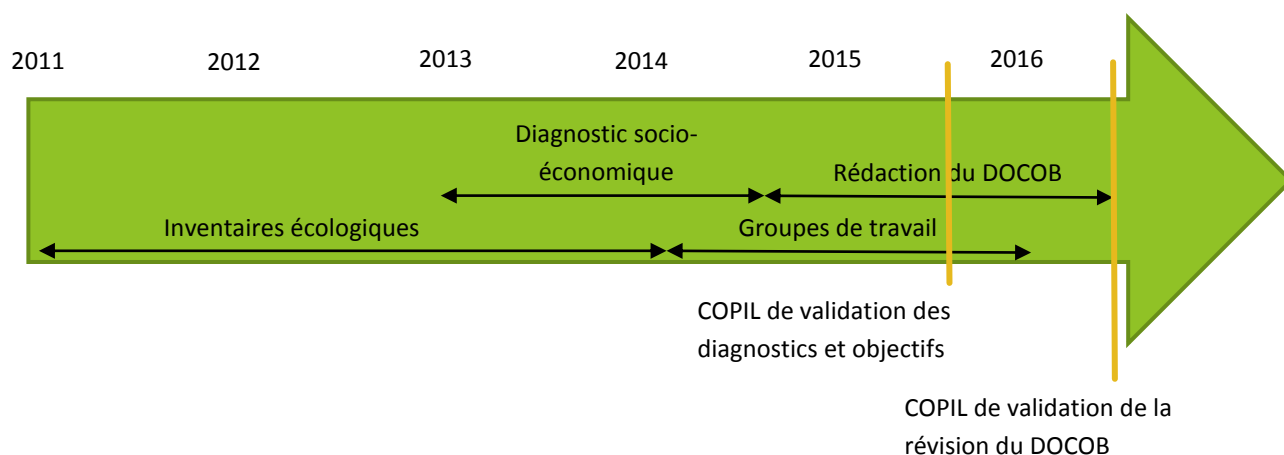 2011 2012 2013 2014 2015 2016
Diagnostic socio-
économique
Rédaction du DOCOB
Inventaires écologiques
Groupes de travail
COPIL de validation des
diagnostics et objectifs
COPIL de validation de la
révision du DOCOB